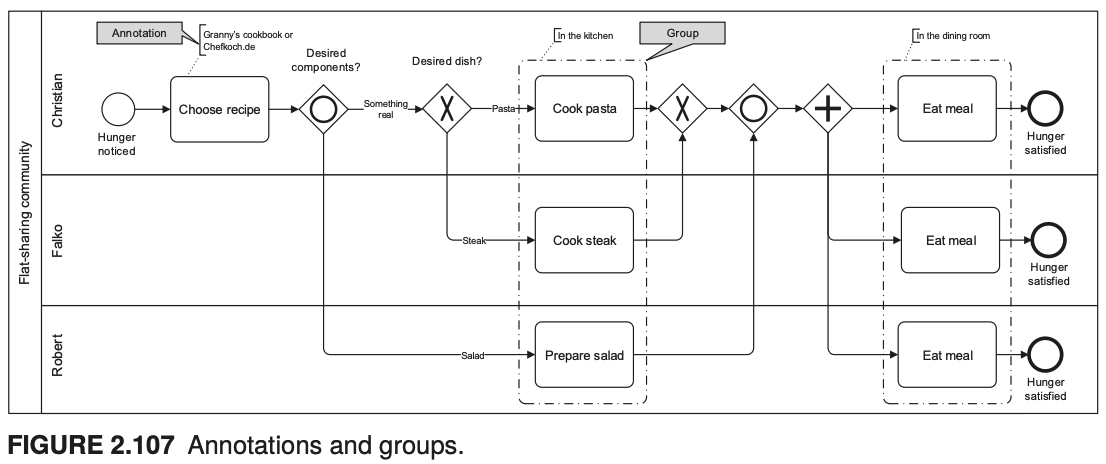 Flat-sharing community
Christian
Annotation
Granny's cookbook or
Chefkoch.de
Hunger
noticed
Choose recipe
Desired
components?
Something
real
Desired dish?
Pasta
In the kitchen
Cook pasta
Group
In the dining room
Eat meal
Hunger
satisfied
Falko
Steak
Cook steak
Eat meal
Hunger
satisfied
Robert
Salad
Prepare salad
Eat meal
Hunger
satisfied
FIGURE 2.107 Annotations and groups.